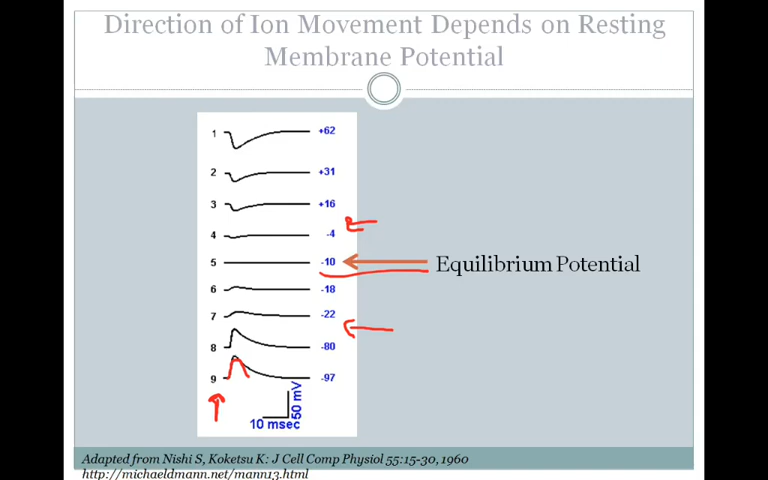 Direction of Ion Movement Depends on Resting
Membrane Potential
1 +62
2 +31
3 +16
4 -4
5 -10
Equilibrium Potential
6 -18
7 -22
8 -80
9 -97
50 mV
10 msec
Adapted from Nishi S, Koketsu K: J Cell Comp Physiol 55:15-30, 1960
http://michaeldmann.net/mann13.html